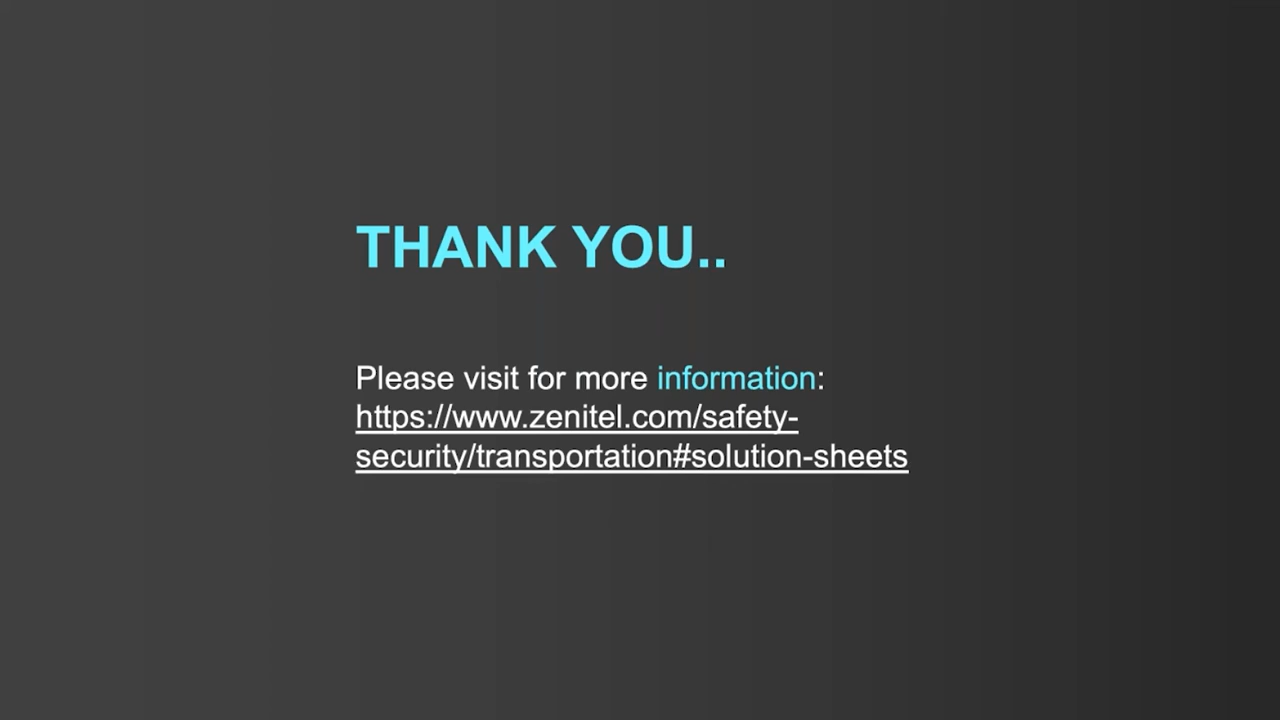 THANK YOU..
Please visit for more information:
https://www.zenitel.com/safety-
security/transportation#solution-sheets